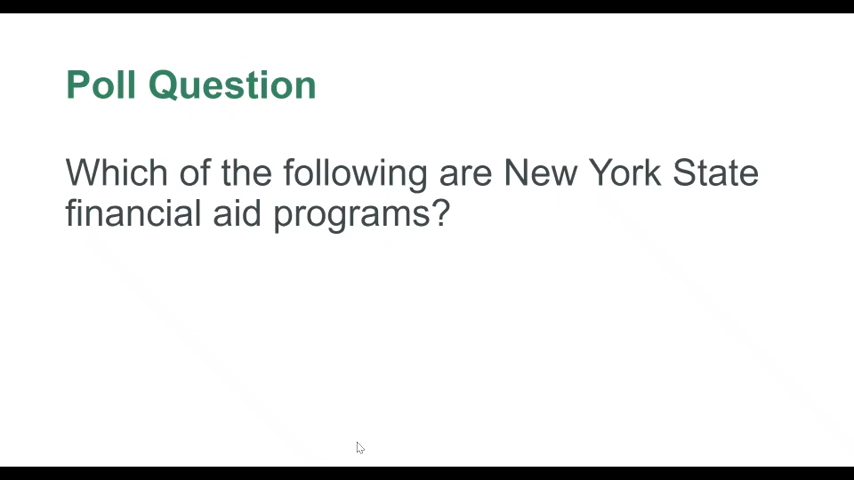 Poll Question
Which of the following are New York State
financial aid programs?